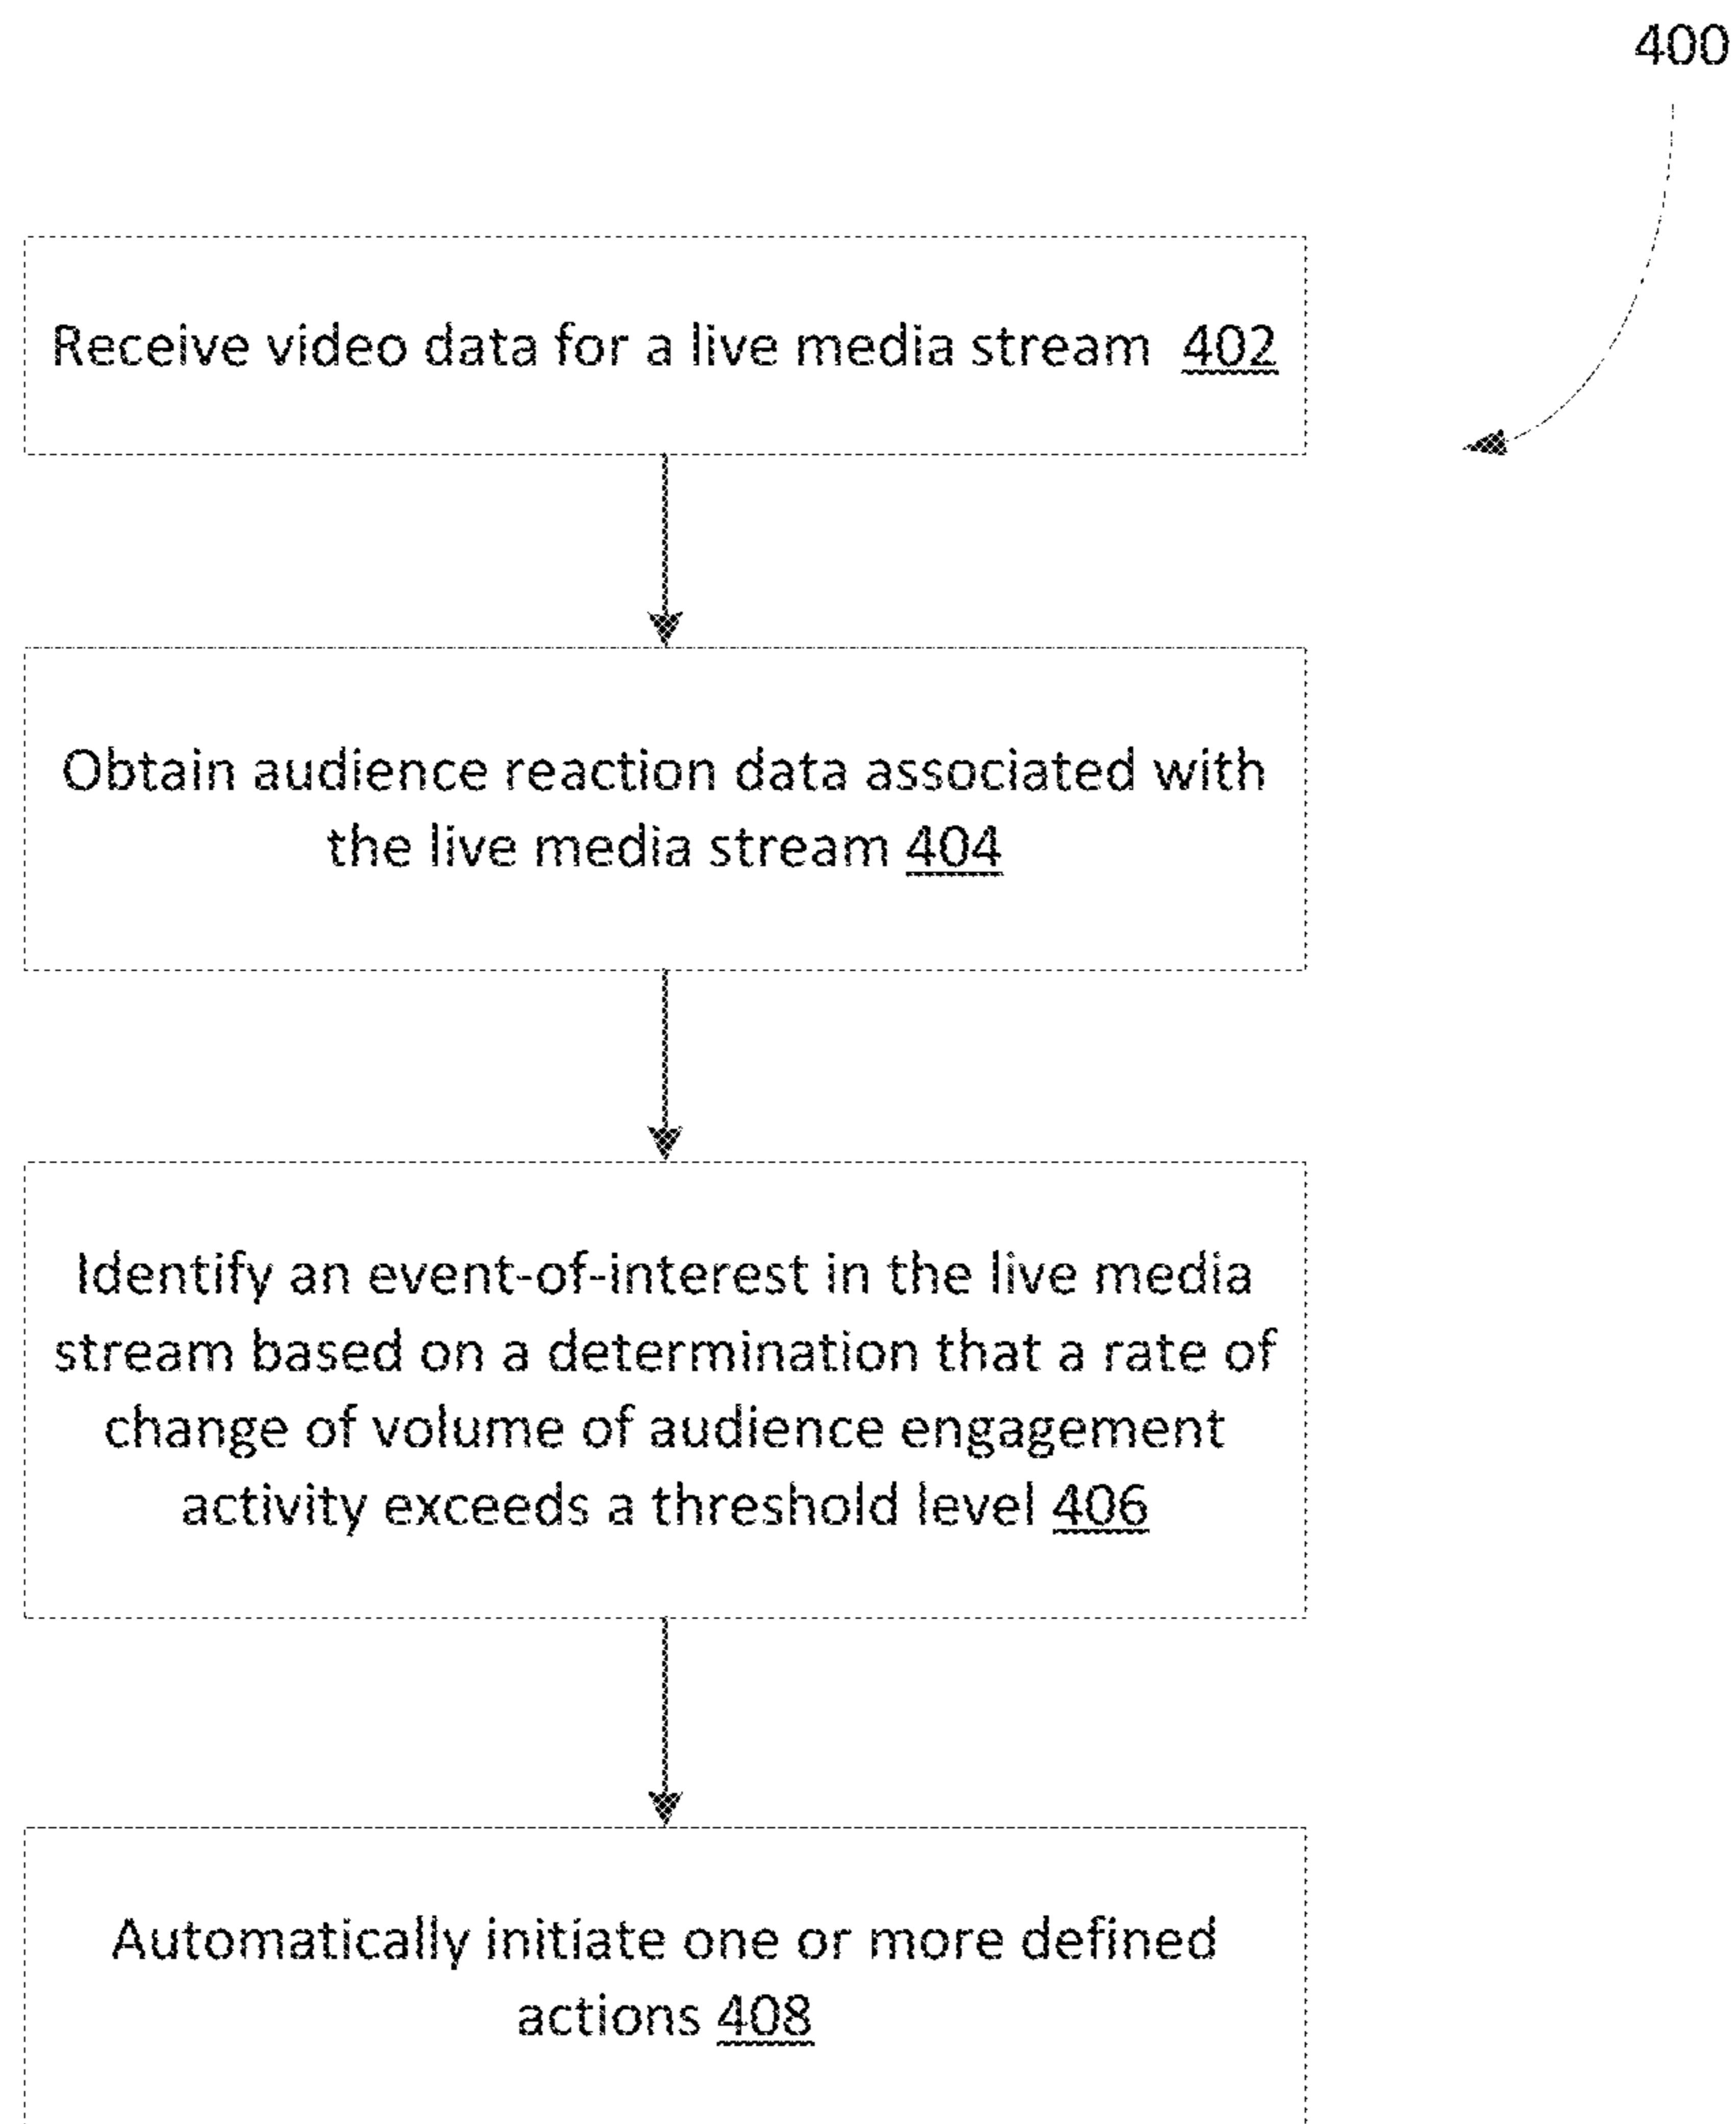 400
Receive video data for a live media stream 402
Obtain audience reaction data associated with
the live media stream 404
Identify an event-of-interest in the live media
stream based on a determination that a rate of
change of volume of audience engagement
activity exceeds a threshold level 406
Automatically initiate one or more defined
actions 408